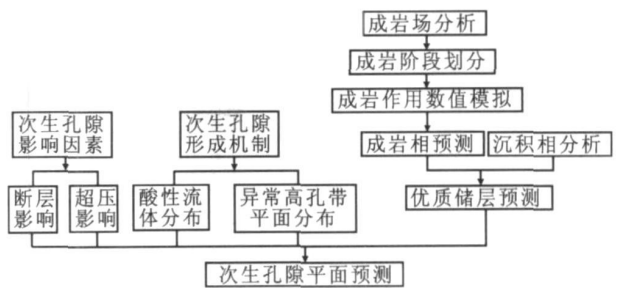 成岩场分析
成岩阶段划分
成岩作用数值模拟
次生孔隙
影响因素
次生孔隙
形成机制
成岩相预测
沉积相分析
断层
影响
超压
影响
酸性流
体分布
异常高孔带
平面分布
优质储层预测
次生孔隙平面预测